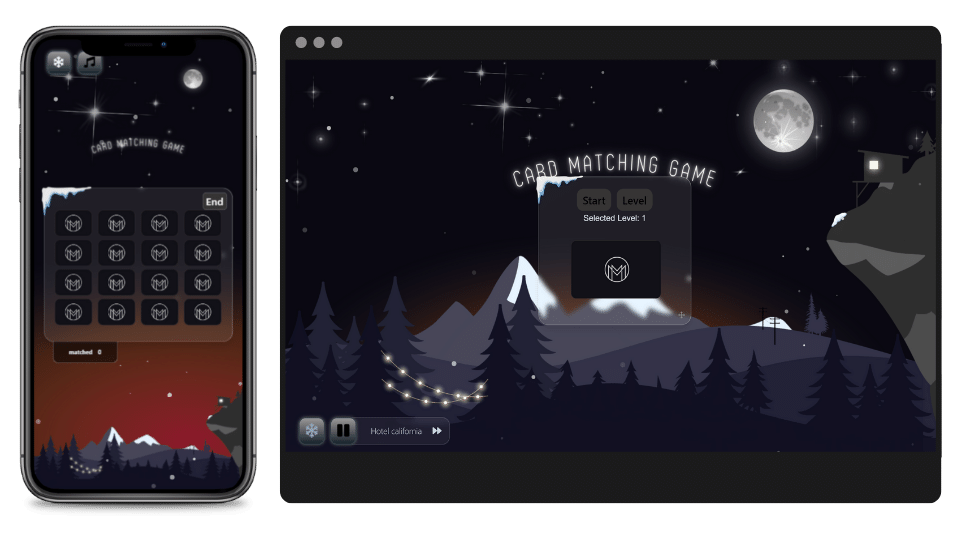 CARD MATCHING GAME
End
matched 0
CARD MATCHING GAME
Start Level
Selected Level: 1
Hotel california